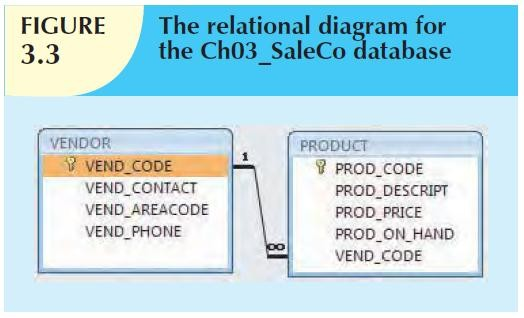 FIGURE
3.3
The relational diagram for
the Ch03_SaleCo database
VENDOR
VEND_CODE
VEND_CONTACT
VEND_AREACODE
VEND_PHONE
1
∞
PRODUCT
PROD_CODE
PROD_DESCRIPT
PROD_PRICE
PROD_ON_HAND
VEND_CODE